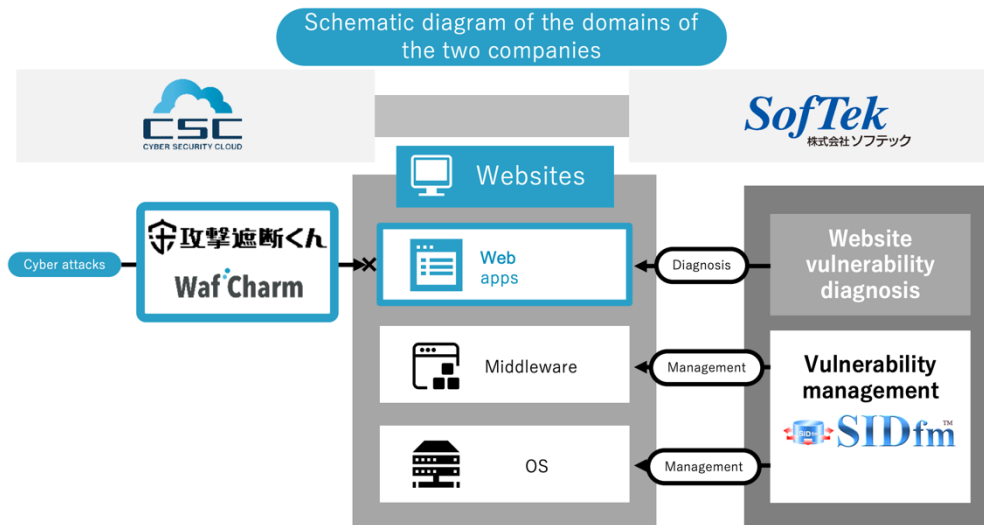 Schematic diagram of the domains of
the two companies
CSC
CYBER SECURITY CLOUD
SofTek
株式会社ソフテック
Websites
Cyber attacks
攻撃遮断くん
WafCharm
Web
apps
Diagnosis
Website
vulnerability
diagnosis
Middleware
Management
Vulnerability
management
SIDfm
SIDfm™
OS
Management